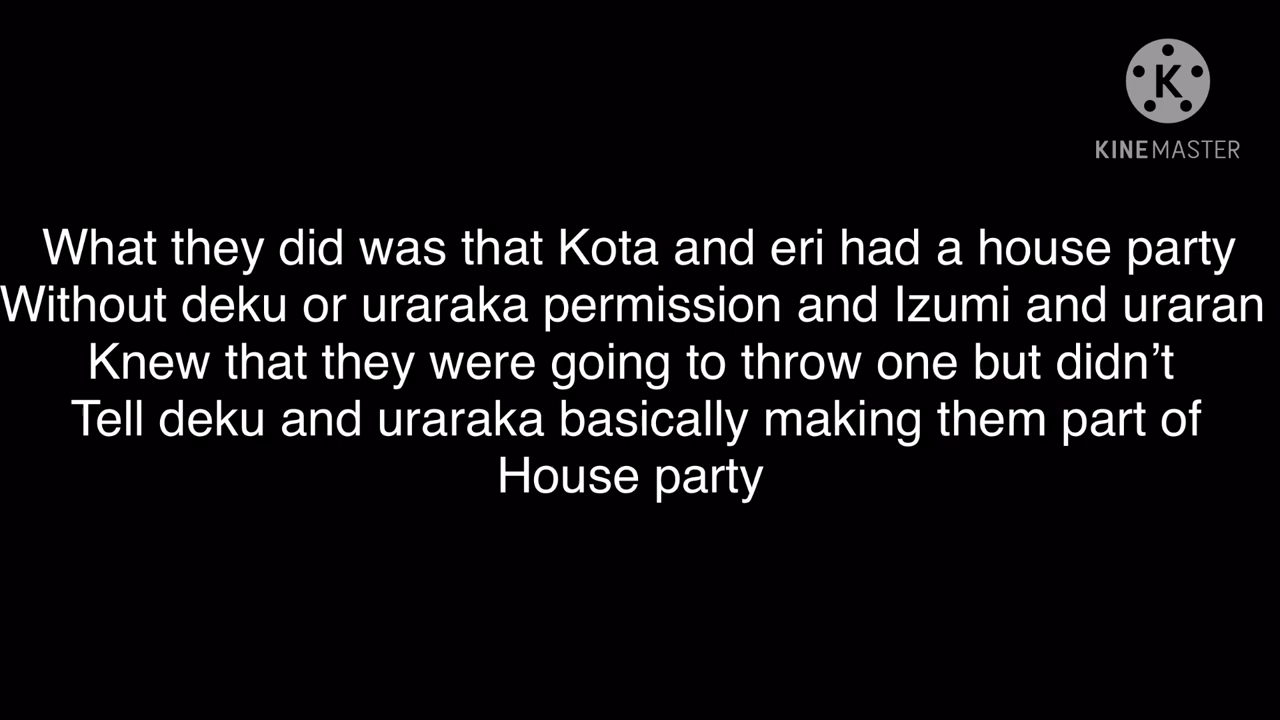 K
KINEMASTER
What they did was that Kota and eri had a house party
Without deku or uraraka permission and Izumi and uraran
Knew that they were going to throw one but didn’t
Tell deku and uraraka basically making them part of
House party